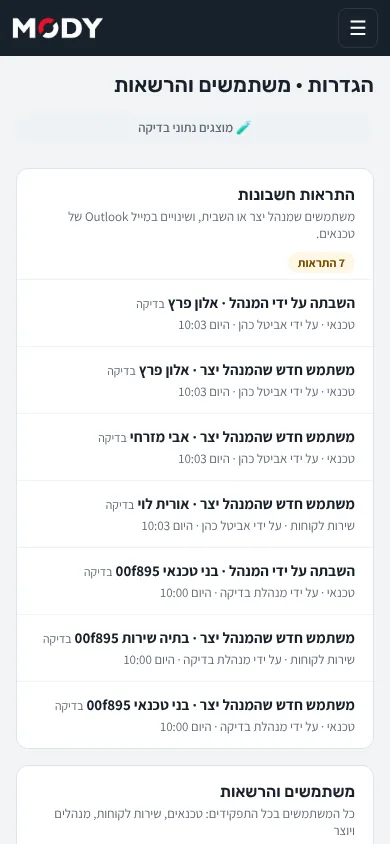 MODY
הגדרות • משתמשים והרשאות
🧪 מוצגים נתוני בדיקה
התראות חשבונות
משתמשים שמנהל יצר או השבית, ושינויים במייל Outlook של
טכנאים.
7 התראות
השבתה על ידי המנהל · אלון פרץ בדיקה
טכנאי · על ידי אביטל כהן · היום 10:03
משתמש חדש שהמנהל יצר · אלון פרץ בדיקה
טכנאי · על ידי אביטל כהן · היום 10:03
משתמש חדש שהמנהל יצר · אבי מזרחי בדיקה
טכנאי · על ידי אביטל כהן · היום 10:03
משתמש חדש שהמנהל יצר · אורית לוי בדיקה
שירות לקוחות · על ידי אביטל כהן · היום 10:03
השבתה על ידי המנהל · בני טכנאי 00f895 בדיקה
טכנאי · על ידי מנהלת בדיקה · היום 10:00
משתמש חדש שהמנהל יצר · בתיה שירות 00f895 בדיקה
שירות לקוחות · על ידי מנהלת בדיקה · היום 10:00
משתמש חדש שהמנהל יצר · בני טכנאי 00f895 בדיקה
טכנאי · על ידי מנהלת בדיקה · היום 10:00
משתמשים והרשאות
כל המשתמשים בכל התפקידים: טכנאים, שירות לקוחות, מנהלים
ויוצר